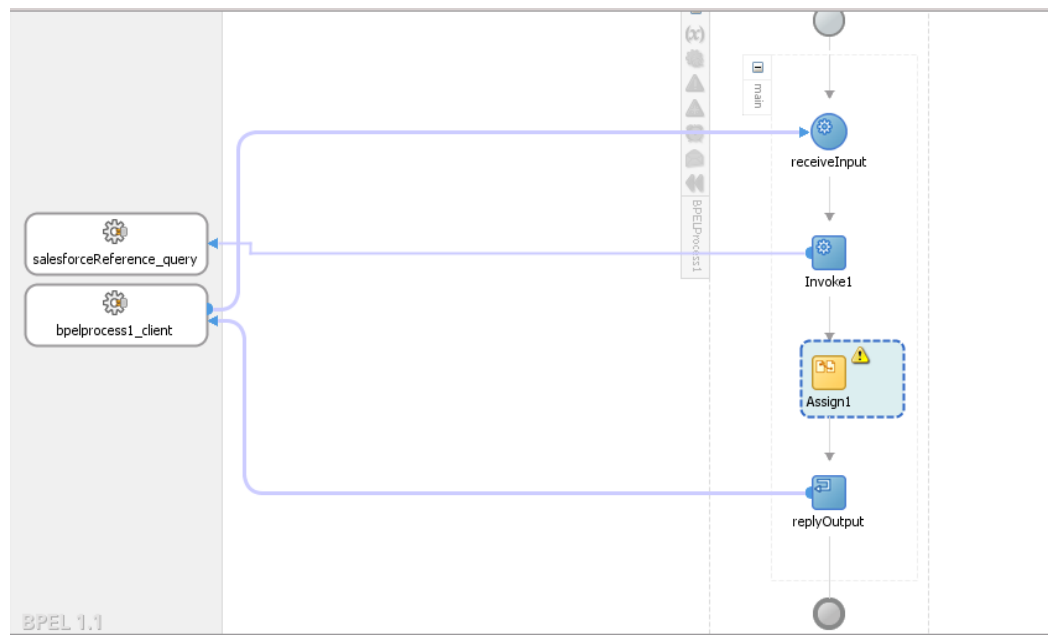 (x)
main
receiveInput
BPELProcess1
salesforceReference_query
Invoke1
bpelprocess1_client
Assign1
replyOutput
BPEL 1.1